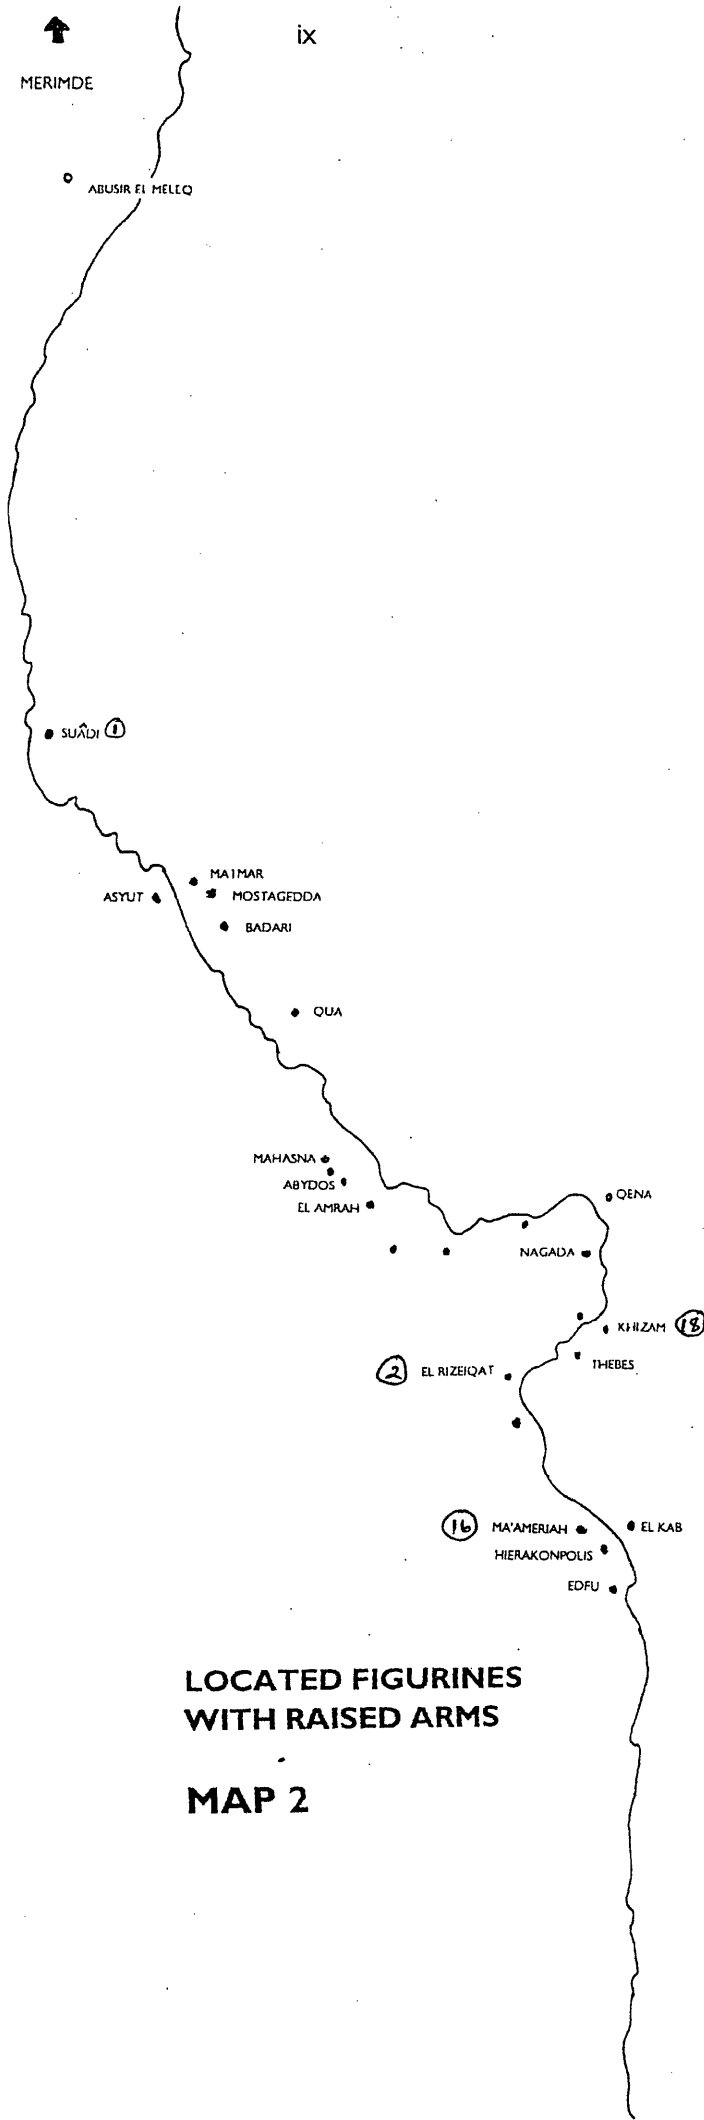 ix
MERIMDE
ABUSIR EL MELEQ
SUÂDI 1
MATMAR
ASYUT
MOSTAGEDDA
BADARI
QUA
MAHASNA
ABYDOS
EL AMRAH
QENA
NAGADA
KHIZAM 18
THEBES
2 EL RIZEIQAT
16 MA'AMERIAH
EL KAB
HIERAKONPOLIS
EDFU
LOCATED FIGURINES
WITH RAISED ARMS
MAP 2